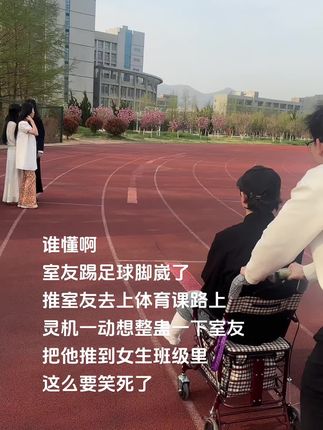 谁懂啊
室友踢足球脚崴了
推室友去上体育课路上
灵机一动想整蛊一下室友
把他推到女生班级里
这么要笑死了